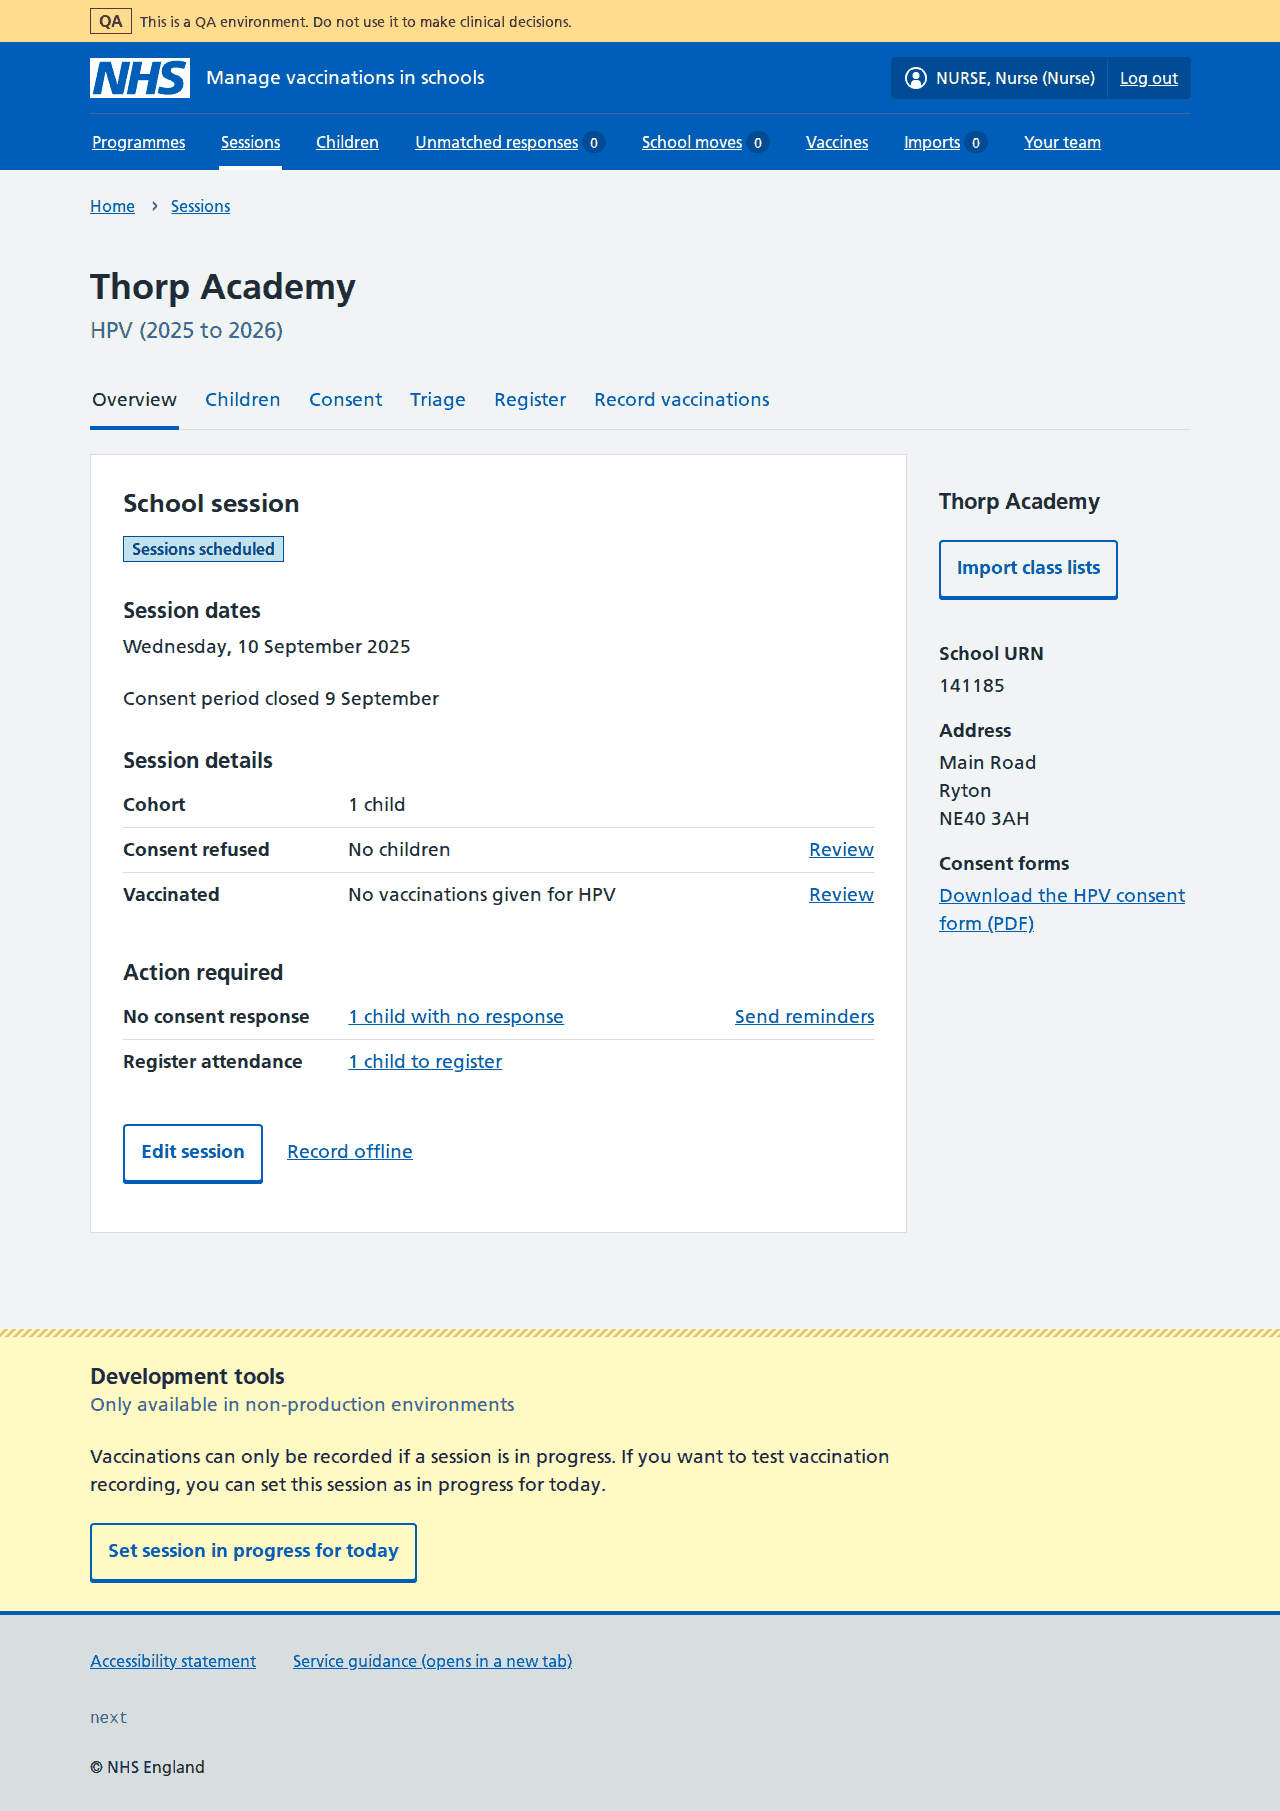 QA This is a QA environment. Do not use it to make clinical decisions.
NHS Manage vaccinations in schools NURSE, Nurse (Nurse) Log out
Programmes Sessions Children Unmatched responses 0 School moves 0 Vaccines Imports 0 Your team
Home › Sessions
Thorp Academy
HPV (2025 to 2026)
Overview Children Consent Triage Register Record vaccinations
School session
Sessions scheduled
Session dates
Wednesday, 10 September 2025
Consent period closed 9 September
Session details
Cohort 1 child
Consent refused No children Review
Vaccinated No vaccinations given for HPV Review
Action required
No consent response 1 child with no response Send reminders
Register attendance 1 child to register
Edit session Record offline
Thorp Academy
Import class lists
School URN
141185
Address
Main Road
Ryton
NE40 3AH
Consent forms
Download the HPV consent
form (PDF)
Development tools
Only available in non-production environments
Vaccinations can only be recorded if a session is in progress. If you want to test vaccination
recording, you can set this session as in progress for today.
Set session in progress for today
Accessibility statement Service guidance (opens in a new tab)
next
© NHS England